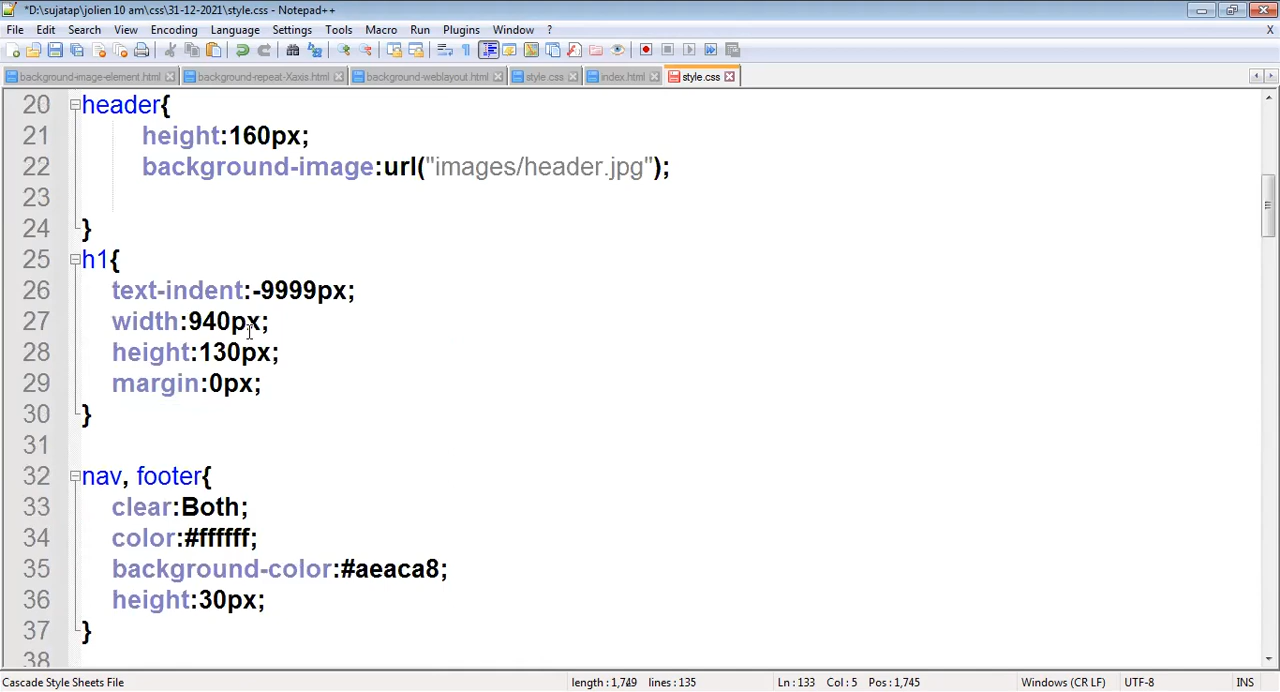 *D:\sujatap\jolien 10 am\css\31-12-2021\style.css - Notepad++
File Edit Search View Encoding Language Settings Tools Macro Run Plugins Window ? X
background-image-element.html background-repeat-Xaxis.html background-weblayout.html style.css index.html style.css
20 header{
21 height:160px;
22 background-image:url("images/header.jpg");
23
24 }
25 h1{
26 text-indent:-9999px;
27 width:940px;
28 height:130px;
29 margin:0px;
30 }
31
32 nav, footer{
33 clear:Both;
34 color:#ffffff;
35 background-color:#aeaca8;
36 height:30px;
37 }
38
Cascade Style Sheets File length : 1,749 lines : 135 Ln : 133 Col : 5 Pos : 1,745 Windows (CR LF) UTF-8 INS